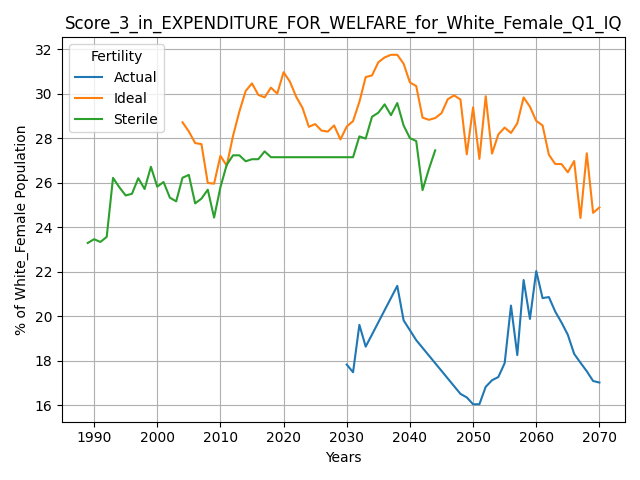 Score_3_in_EXPENDITURE_FOR_WELFARE_for_White_Female_Q1_IQ
Fertility
Actual
Ideal
Sterile
% of White_Female Population
32
30
28
26
24
22
20
18
16
1990 2000 2010 2020 2030 2040 2050 2060 2070
Years